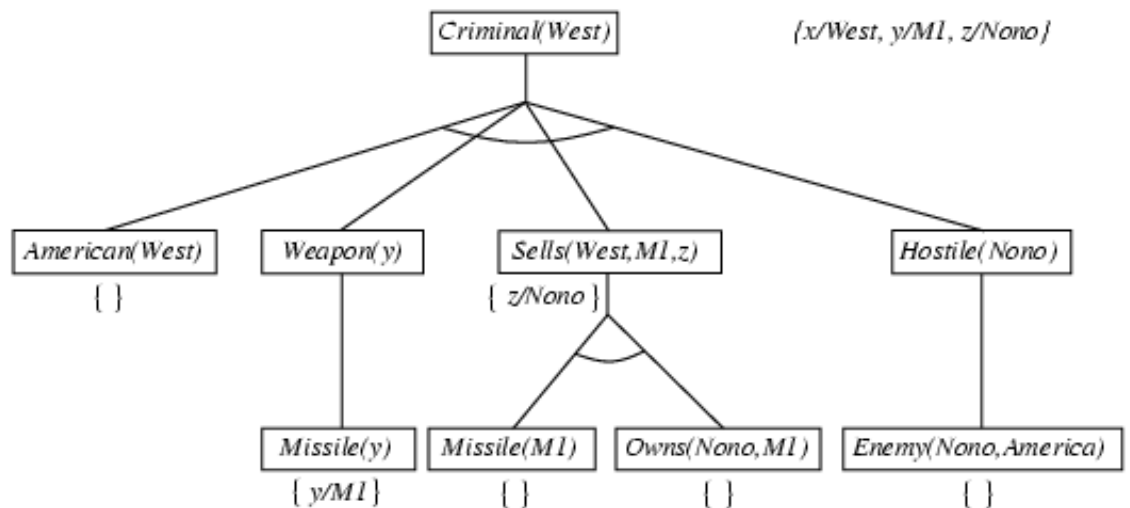 Criminal(West)
{x/West, y/M1, z/Nono}
American(West)
Weapon(y)
Sells(West,M1,z)
Hostile(Nono)
{ }
{ z/Nono }
Missile(y)
Missile(M1)
Owns(Nono,M1)
Enemy(Nono,America)
{ y/M1}
{ }
{ }
{ }